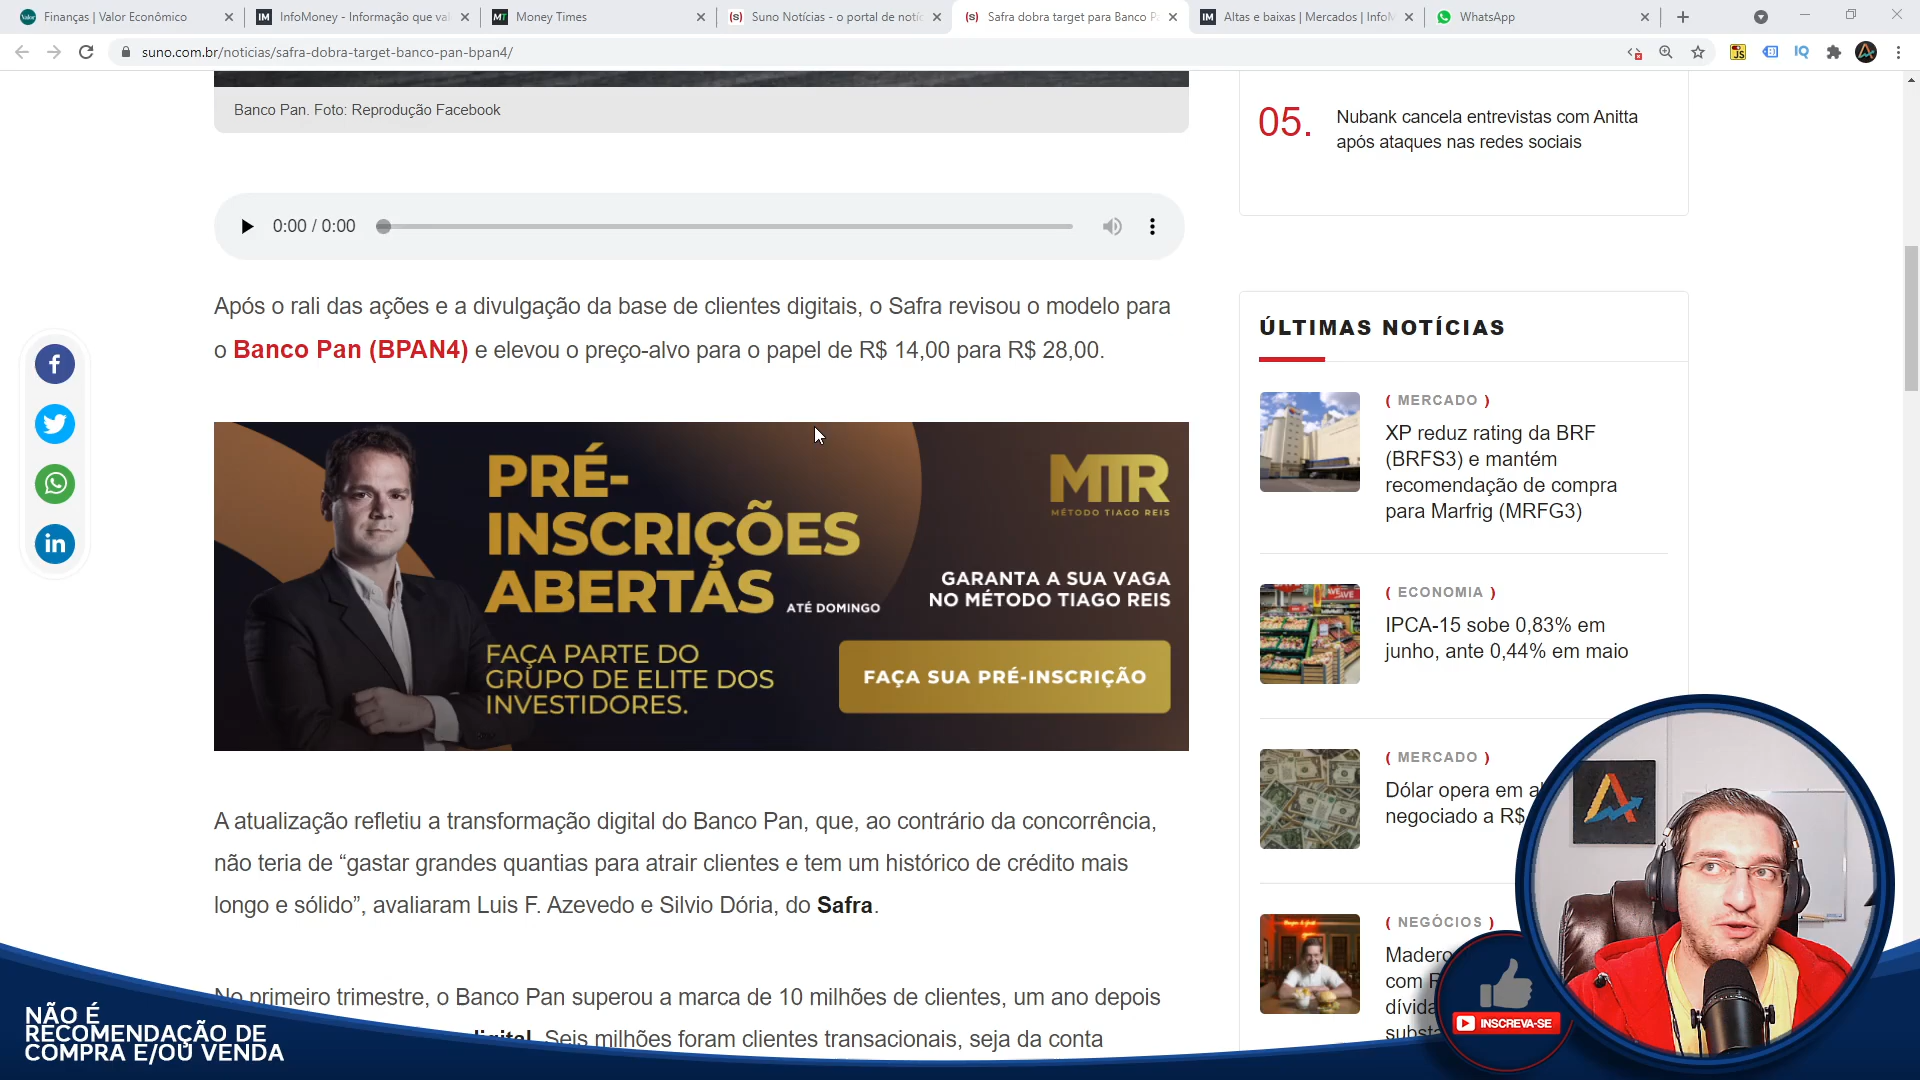 Finanças | Valor Econômico
InfoMoney - Informação que val
Money Times
Suno Notícias - o portal de notíc
Safra dobra target para Banco Pa
Altas e baixas | Mercados | InfoM
WhatsApp
suno.com.br/noticias/safra-dobra-target-banco-pan-bpan4/
Banco Pan. Foto: Reprodução Facebook
0:00 / 0:00
Após o rali das ações e a divulgação da base de clientes digitais, o Safra revisou o modelo para
o Banco Pan (BPAN4) e elevou o preço-alvo para o papel de R$ 14,00 para R$ 28,00.
PRÉ-
INSCRIÇÕES
ABERTAS ATÉ DOMINGO
FAÇA PARTE DO
GRUPO DE ELITE DOS
INVESTIDORES.
MTR
MÉTODO TIAGO REIS
GARANTA A SUA VAGA
NO MÉTODO TIAGO REIS
FAÇA SUA PRÉ-INSCRIÇÃO
A atualização refletiu a transformação digital do Banco Pan, que, ao contrário da concorrência,
não teria de “gastar grandes quantias para atrair clientes e tem um histórico de crédito mais
longo e sólido”, avaliaram Luis F. Azevedo e Silvio Dória, do Safra.
No primeiro trimestre, o Banco Pan superou a marca de 10 milhões de clientes, um ano depois
digital. Seis milhões foram clientes transacionais, seja da conta
05.
Nubank cancela entrevistas com Anitta
após ataques nas redes sociais
ÚLTIMAS NOTÍCIAS
( MERCADO )
XP reduz rating da BRF
(BRFS3) e mantém
recomendação de compra
para Marfrig (MRFG3)
( ECONOMIA )
IPCA-15 sobe 0,83% em
junho, ante 0,44% em maio
( MERCADO )
Dólar opera em a
negociado a R$
( NEGÓCIOS )
Madero
com R
dívida
subst
INSCREVA-SE
NÃO É
RECOMENDAÇÃO DE
COMPRA E/OU VENDA